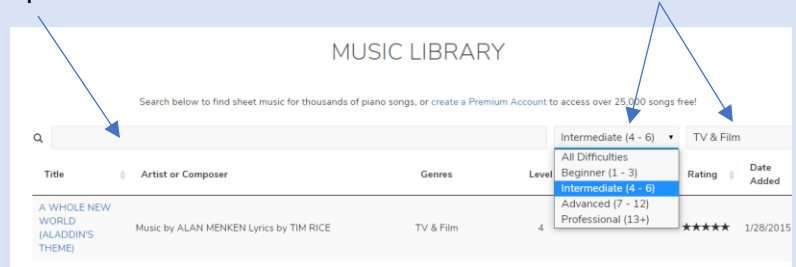 MUSIC LIBRARY
Search below to find sheet music for thousands of piano songs, or create a Premium Account to access over 25,000 songs free!
Intermediate (4 - 6) TV & Film
All Difficulties
Beginner (1 - 3)
Intermediate (4 - 6)
Advanced (7 - 12)
Professional (13+)
Title Artist or Composer Genres Level Rating Date Added
A WHOLE NEW
WORLD
(ALADDIN'S
THEME)
Music by ALAN MENKEN Lyrics by TIM RICE TV & Film 4 ★★★★★ 1/28/2015